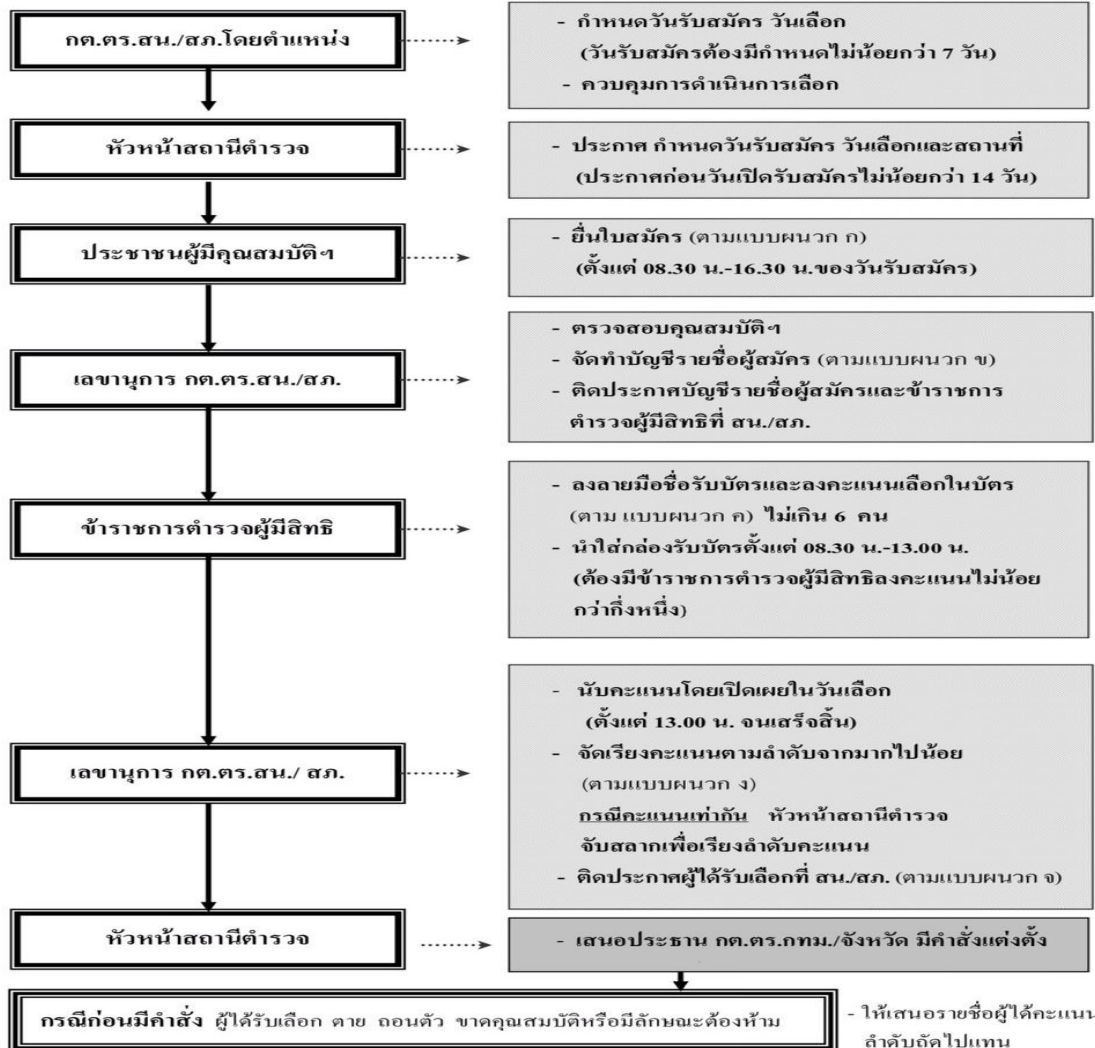 กต.ตร.สน./สภ.โดยตำแหน่ง
- กำหนดวันรับสมัคร วันเลือก
(วันรับสมัครต้องมีกำหนดไม่น้อยกว่า 7 วัน)
- ควบคุมการดำเนินการเลือก
หัวหน้าสถานีตำรวจ
- ประกาศ กำหนดวันรับสมัคร วันเลือกและสถานที่
(ประกาศก่อนวันเปิดรับสมัครไม่น้อยกว่า 14 วัน)
ประชาชนผู้มีคุณสมบัติฯ
- ยื่นใบสมัคร (ตามแบบผนวก ก)
(ตั้งแต่ 08.30 น.-16.30 น.ของวันรับสมัคร)
เลขานุการ กต.ตร.สน./สภ.
- ตรวจสอบคุณสมบัติฯ
- จัดทำบัญชีรายชื่อผู้สมัคร (ตามแบบผนวก ข)
- ติดประกาศบัญชีรายชื่อผู้สมัครและข้าราชการ
ตำรวจผู้มีสิทธิที่ สน./สภ.
ข้าราชการตำรวจผู้มีสิทธิ
- ลงลายมือชื่อรับบัตรและลงคะแนนเลือกในบัตร
(ตาม แบบผนวก ค) ไม่เกิน 6 คน
- นำใส่กล่องรับบัตรตั้งแต่ 08.30 น.-13.00 น.
(ต้องมีข้าราชการตำรวจผู้มีสิทธิลงคะแนนไม่น้อย
กว่ากึ่งหนึ่ง)
เลขานุการ กต.ตร.สน./ สภ.
- นับคะแนนโดยเปิดเผยในวันเลือก
(ตั้งแต่ 13.00 น. จนเสร็จสิ้น)
- จัดเรียงคะแนนตามลำดับจากมากไปน้อย
(ตามแบบผนวก ง)
กรณีคะแนนเท่ากัน หัวหน้าสถานีตำรวจ
จับสลากเพื่อเรียงลำดับคะแนน
- ติดประกาศผู้ได้รับเลือกที่ สน./สภ. (ตามแบบผนวก จ)
หัวหน้าสถานีตำรวจ
- เสนอประธาน กต.ตร.กทม./จังหวัด มีคำสั่งแต่งตั้ง
กรณีก่อนมีคำสั่ง ผู้ได้รับเลือก ตาย ถอนตัว ขาดคุณสมบัติหรือมีลักษณะต้องห้าม
- ให้เสนอรายชื่อผู้ได้คะแนน
ลำดับถัดไปแทน